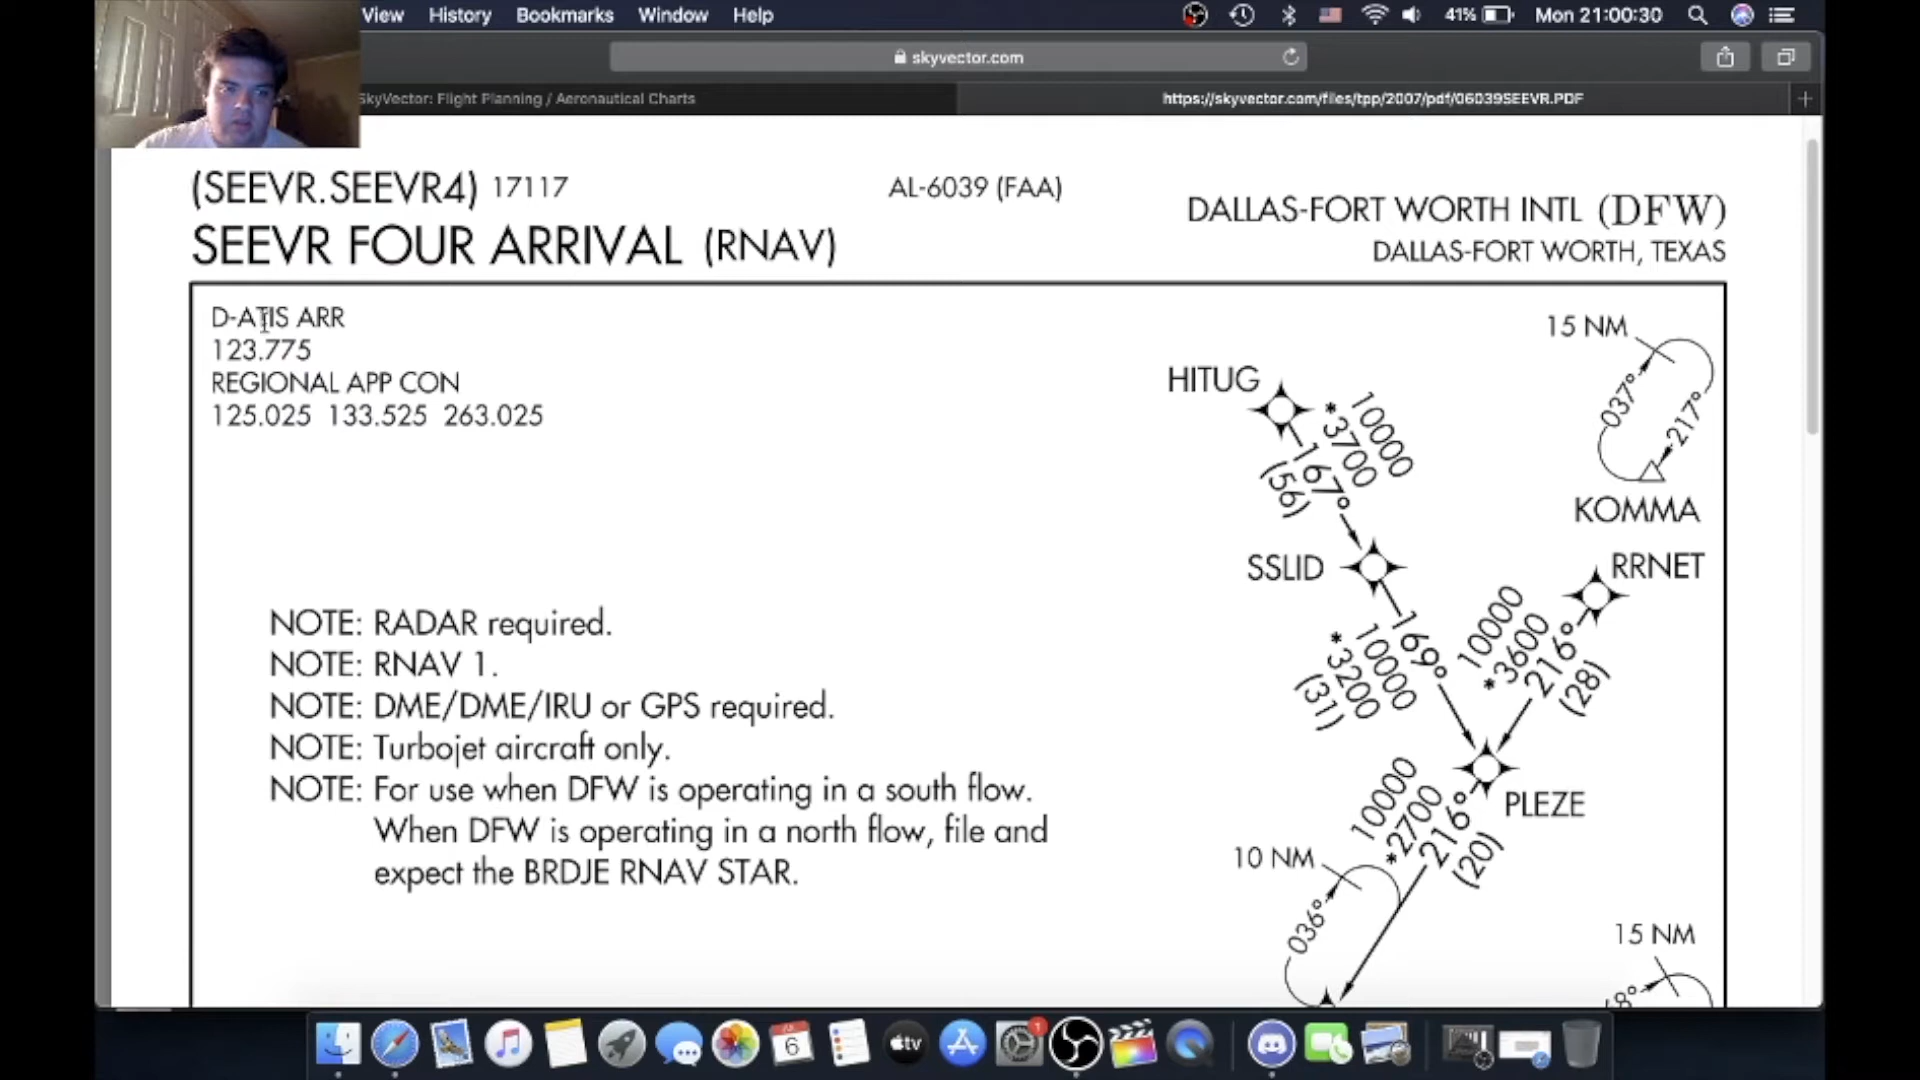 View History Bookmarks Window Help 41% Mon 21:00:30
skyvector.com
SkyVector: Flight Planning / Aeronautical Charts
https://skyvector.com/files/tpp/2007/pdf/06039SEEVR.PDF
(SEEVR.SEEVR4) 17117 AL-6039 (FAA)
DALLAS-FORT WORTH INTL (DFW)
SEEVR FOUR ARRIVAL (RNAV)
DALLAS-FORT WORTH, TEXAS
D-ATIS ARR
123.775
REGIONAL APP CON
125.025 133.525 263.025
NOTE: RADAR required.
NOTE: RNAV 1.
NOTE: DME/DME/IRU or GPS required.
NOTE: Turbojet aircraft only.
NOTE: For use when DFW is operating in a south flow.
When DFW is operating in a north flow, file and
expect the BRDJE RNAV STAR.
15 NM
037°
217°
KOMMA
HITUG
10000
*3700
167°
(56)
SSLID
169°
10000
*3200
(31)
RRNET
10000
*3600
216°
(28)
PLEZE
10000
*2700
216°
(20)
10 NM
036°
15 NM
6
tv
1